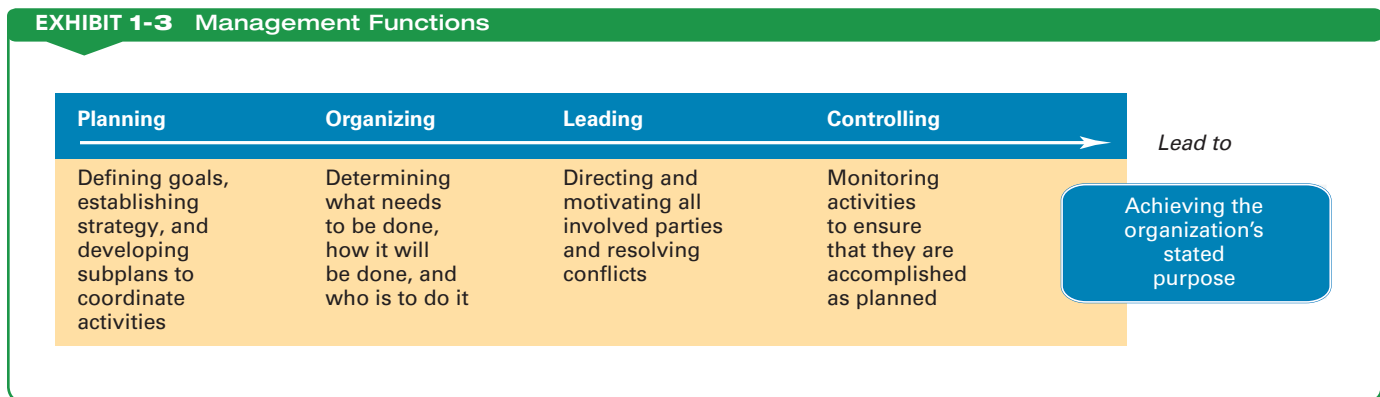 EXHIBIT 1-3 Management Functions
Planning
Defining goals,
establishing
strategy, and
developing
subplans to
coordinate
activities
Organizing
Determining
what needs
to be done,
how it will
be done, and
who is to do it
Leading
Directing and
motivating all
involved parties
and resolving
conflicts
Controlling
Monitoring
activities
to ensure
that they are
accomplished
as planned
Lead to
Achieving the
organization's
stated
purpose